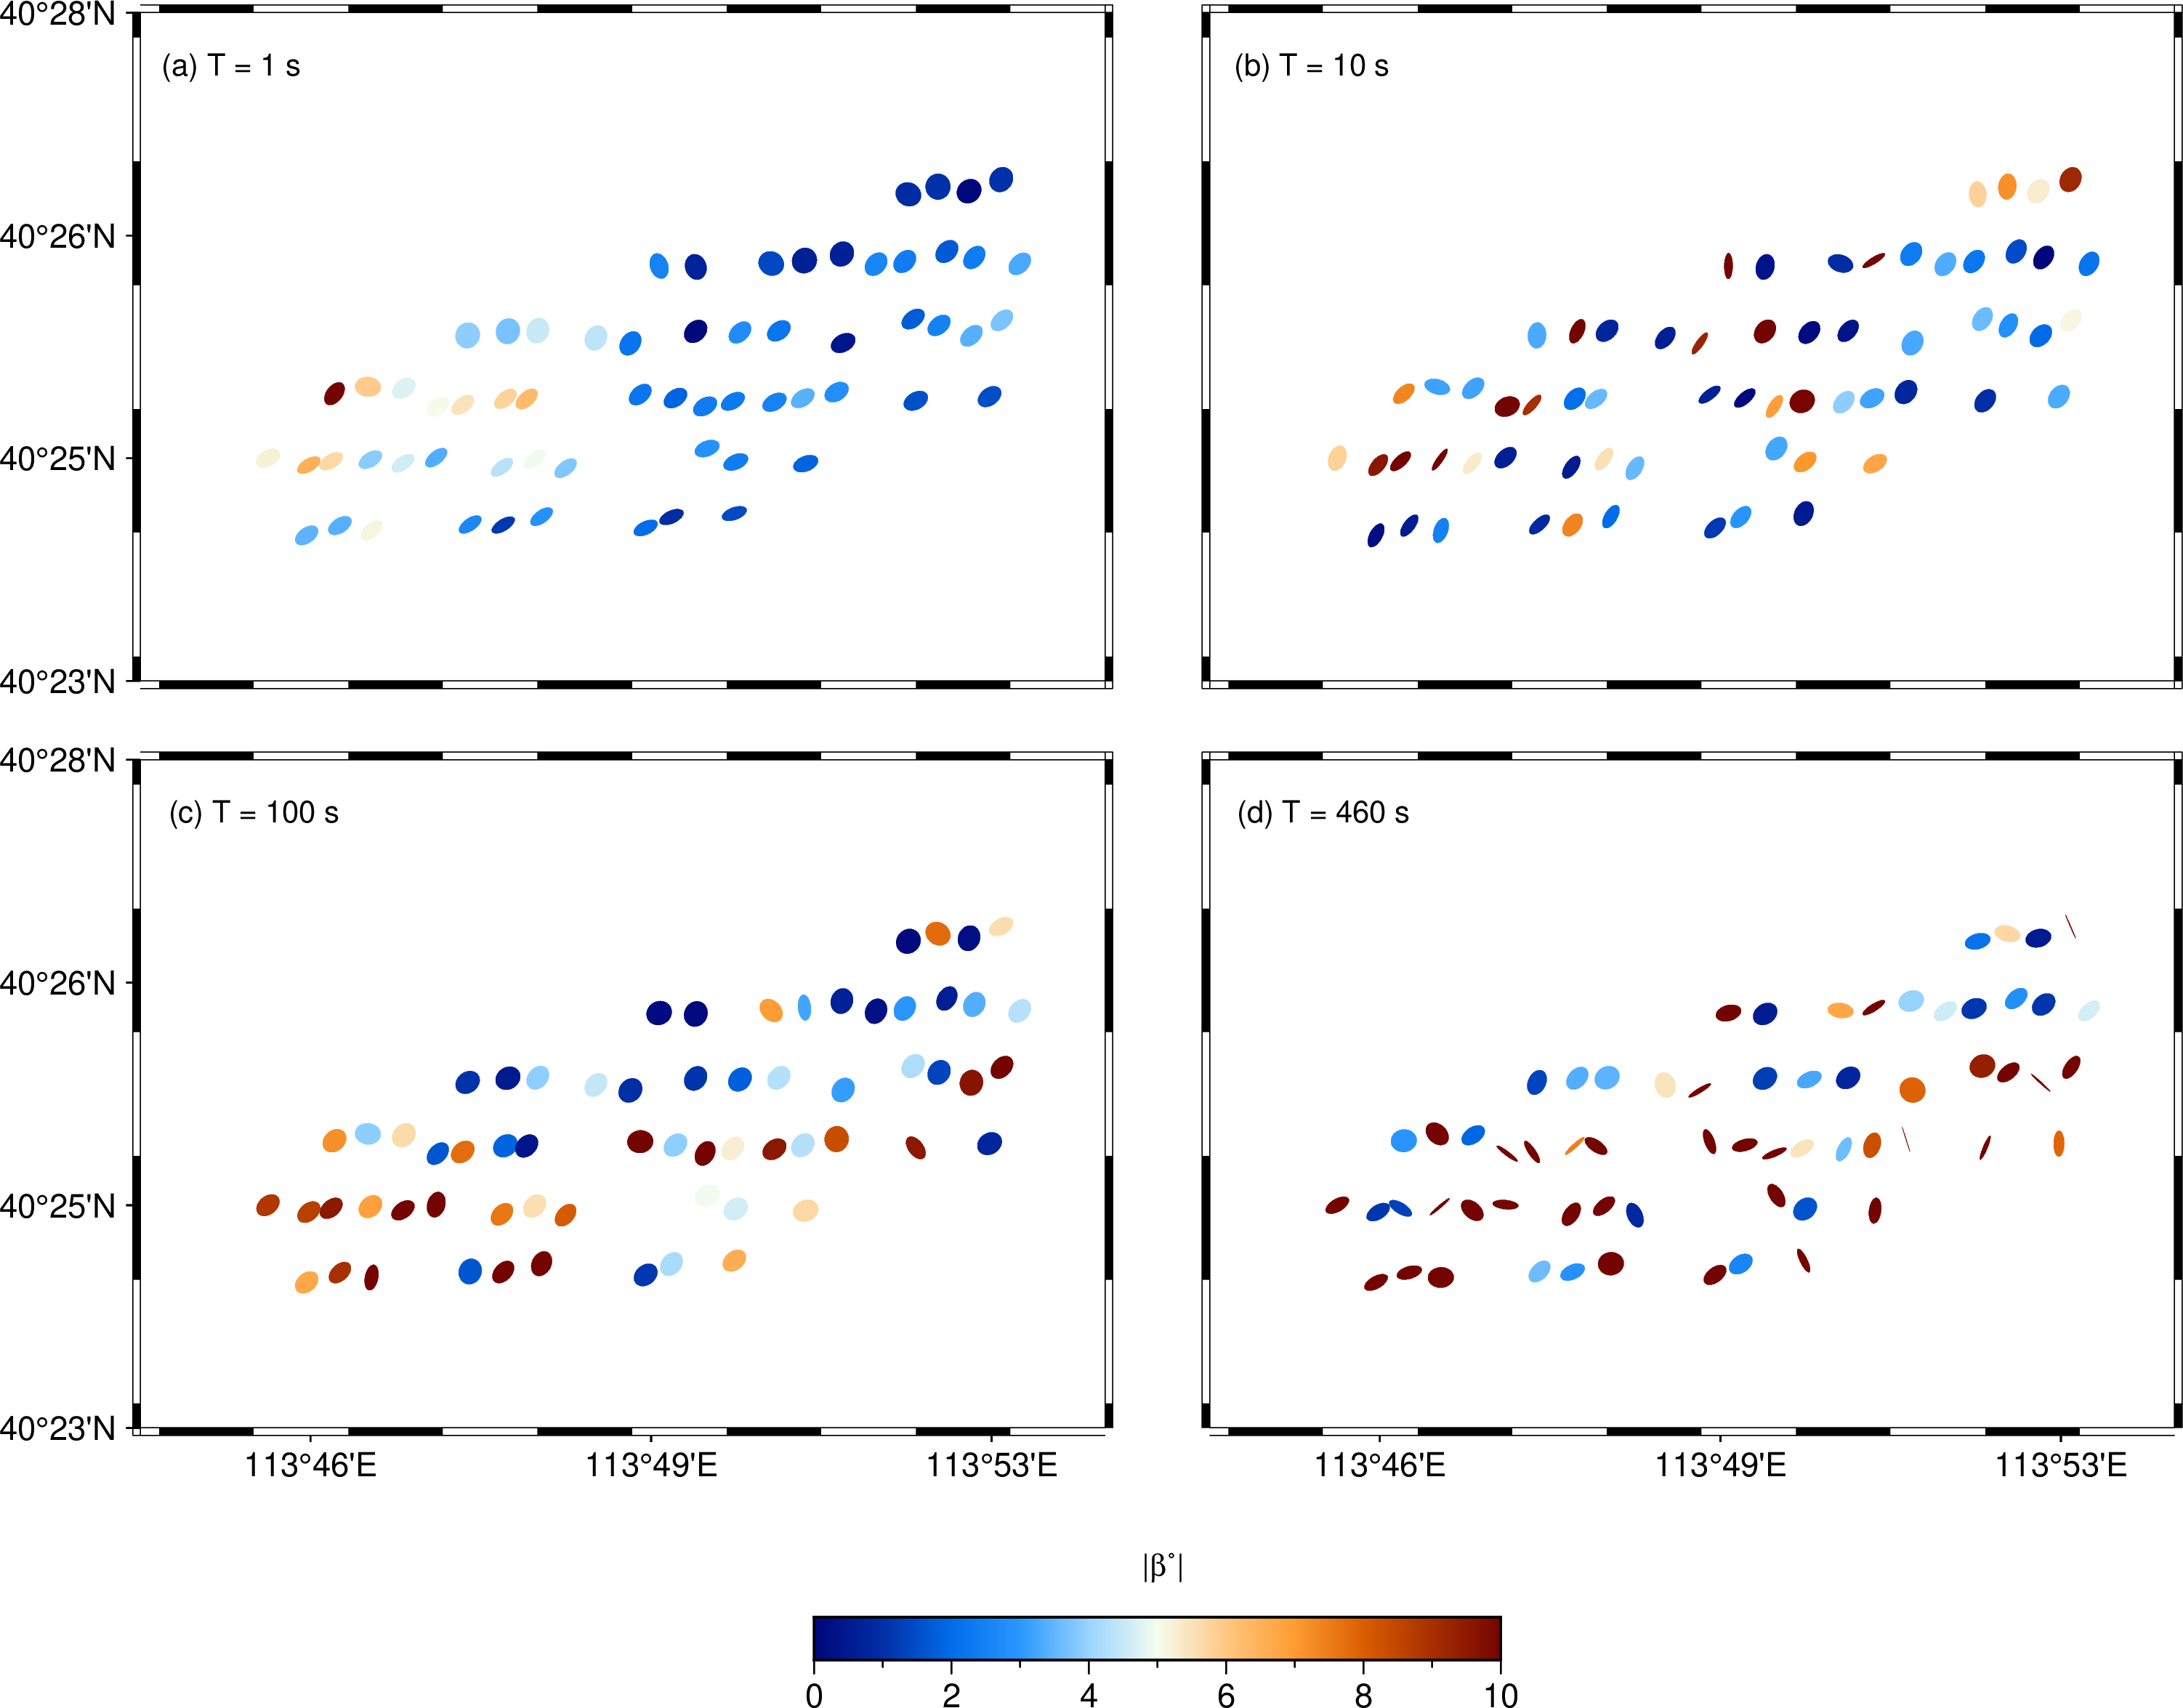 40°28'N
(a) T = 1 s
(b) T = 10 s
40°26'N
40°25'N
40°23'N
40°28'N
(c) T = 100 s
(d) T = 460 s
40°26'N
40°25'N
40°23'N
113°46'E 113°49'E 113°53'E 113°46'E 113°49'E 113°53'E
|β°|
0 2 4 6 8 10